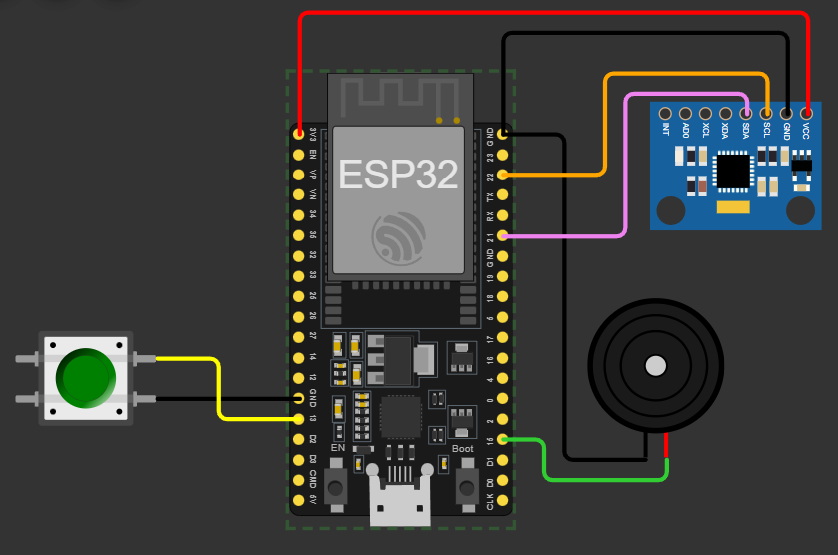 3V3
EN
VP
VN
34
35
32
33
25
26
27
14
12
GND
13
D2
D3
CMD
5V
ESP32
EN
Boot
GND
23
22
TX
RX
21
GND
19
18
5
17
16
4
0
2
15
D1
D0
CLK
INT
AD0
XCL
XDA
SDA
SCL
GND
VCC